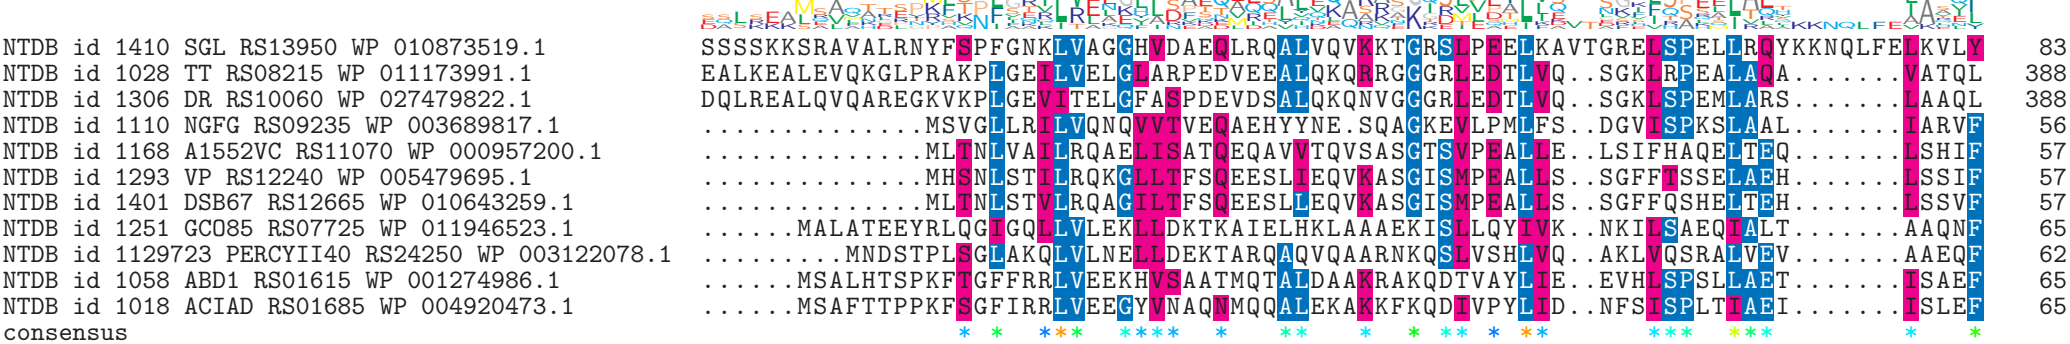 NTDB id 1410 SGL RS13950 WP 010873519.1 SSSSKKSRAVALRNYFSPFGNKLVAGGHVDAEQLRQALVQVKKTGRSLPEELKAVTGRELSPELLRQYKKNQLFELKVLY 83
NTDB id 1028 TT RS08215 WP 011173991.1 EALKEALEVQKGLPRAKPLGEILVELGLARPEDVEEALQKQRRGGGRLEDTLVQ..SGKLRPEALAQA.......VATQL 388
NTDB id 1306 DR RS10060 WP 027479822.1 DQLREALQVQAREGKVKPLGEVITELGFASPDEVDSALQKQNVGGGRLEDTLVQ..SGKLSPEMLARS.......LAAQL 388
NTDB id 1110 NGFG RS09235 WP 003689817.1 ..............MSVGLLRILVQNQVVTVEQAEHYYNE.SQAGKEVLPMLFS..DGVISPKSLAAL.......IARVF 56
NTDB id 1168 A1552VC RS11070 WP 000957200.1 ..............MLTNLVAILRQAELISATQEQAVVTQVSASGTSVPEALLE..LSIFHAQELTEQ.......LSHIF 57
NTDB id 1293 VP RS12240 WP 005479695.1 ..............MHSNLSTILRQKGLLTFSQEESLIEQVKASGISMPEALLS..SGFFTSSELAEH.......LSSIF 57
NTDB id 1401 DSB67 RS12665 WP 010643259.1 ..............MLTNLSTVLRQAGILTFSQEESLLEQVKASGISMPEALLS..SGFFQSHELTEH.......LSSVF 57
NTDB id 1251 GCO85 RS07725 WP 011946523.1 ......MALATEEYRLQGIGQLLVLEKLLDKTKAIELHKLAAAEKISLLQYIVK..NKILSAEQIALT.......AAQNF 65
NTDB id 1129723 PERCYII40 RS24250 WP 003122078.1 .........MNDSTPLSGLAKQLVLNELLDEKTARQAQVQAARNKQSLVSHLVQ..AKLVQSRALVEV.......AAEQF 62
NTDB id 1058 ABD1 RS01615 WP 001274986.1 ......MSALHTSPKFTGFFRRLVEEKHVSAATMQTALDAAKRAKQDTVAYLIE..EVHLSPSLLAET.......ISAEF 65
NTDB id 1018 ACIAD RS01685 WP 004920473.1 ......MSAFTTPPKFSGFIRRLVEEGYVNAQNMQQALEKAKKFKQDIVPYLID..NFSISPLTIAEI.......ISLEF 65
consensus * * **** **** * ** * * ** * ** *** *** * *